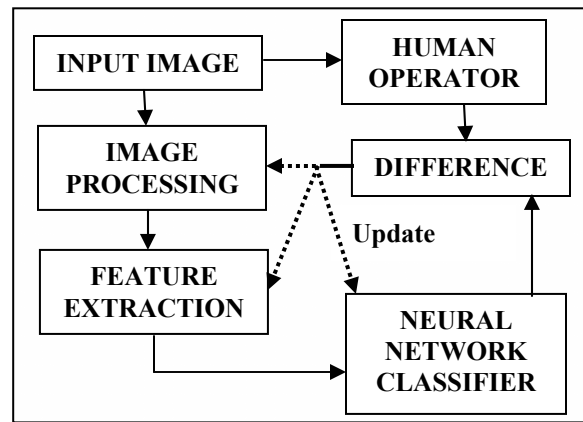 INPUT IMAGE
HUMAN
OPERATOR
IMAGE
PROCESSING
DIFFERENCE
Update
FEATURE
EXTRACTION
NEURAL
NETWORK
CLASSIFIER